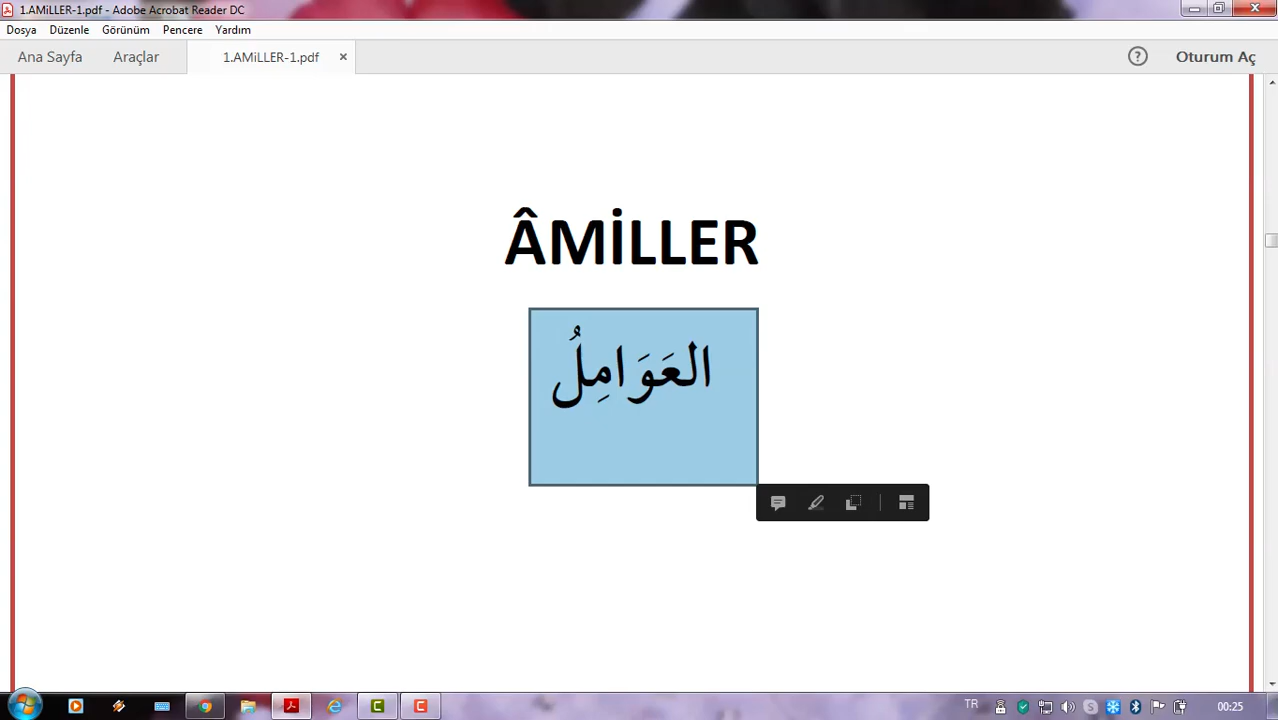 1.AMiLLER-1.pdf - Adobe Acrobat Reader DC
Dosya Düzenle Görünüm Pencere Yardım
Ana Sayfa Araçlar 1.AMiLLER-1.pdf × Oturum Aç
ÂMİLLER
العَوَامِلُ
TR 00:25